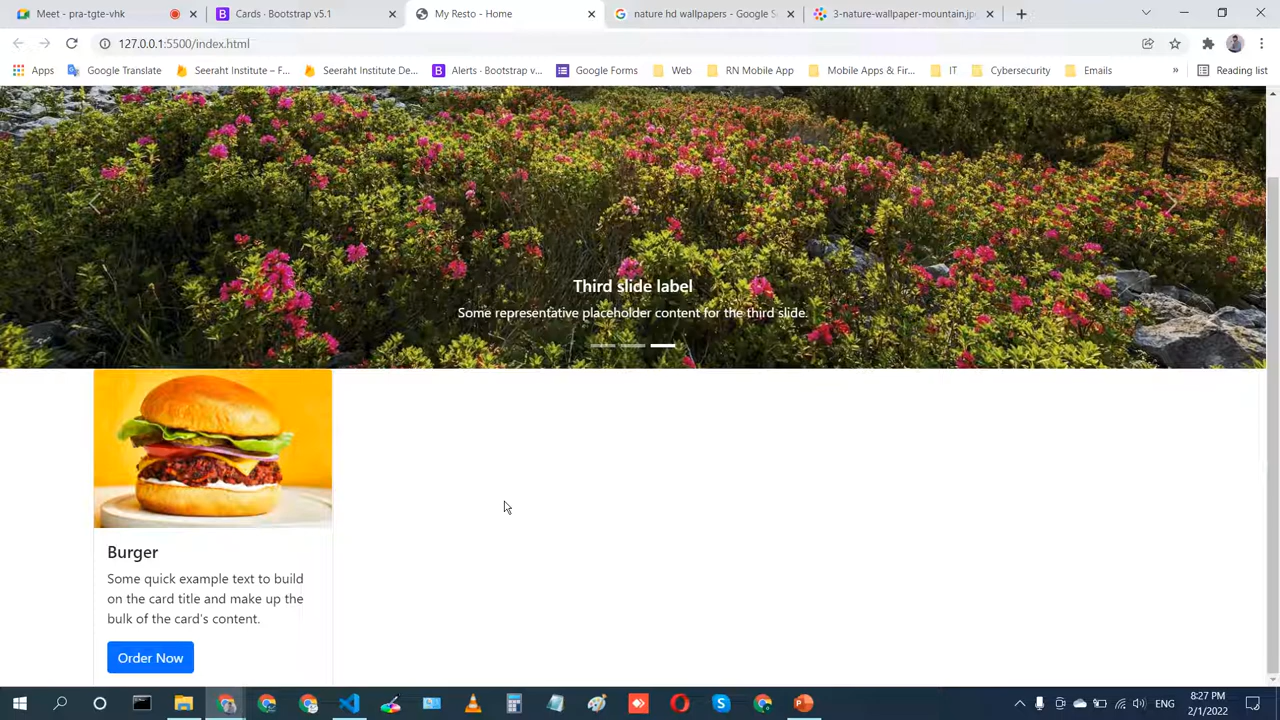 Meet - pra-tgte-vhk
Cards · Bootstrap v5.1
My Resto - Home
nature hd wallpapers - Google S
3-nature-wallpaper-mountain.jp
127.0.0.1:5500/index.html
Apps
Google Translate
Seeraht Institute – F...
Seeraht Institute De...
Alerts · Bootstrap v...
Google Forms
Web
RN Mobile App
Mobile Apps & Fir...
IT
Cybersecurity
Emails
»
Reading list
Third slide label
Some representative placeholder content for the third slide.
Burger
Some quick example text to build
on the card title and make up the
bulk of the card's content.
Order Now
ENG
8:27 PM
2/1/2022